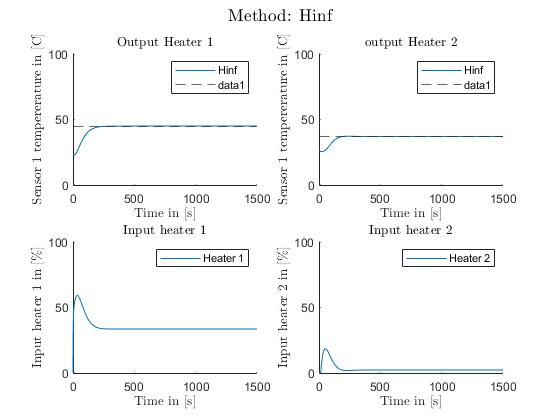 Method: Hinf
Output Heater 1
Sensor 1 tempererature in [C]
100
50
0
Hinf
data1
0
500
1000
1500
Time in [s]
output Heater 2
Sensor 1 tempererature in [C]
100
50
0
Hinf
data1
0
500
1000
1500
Time in [s]
Input heater 1
Input heater 1 in [%]
100
50
0
Heater 1
0
500
1000
1500
Time in [s]
Input heater 2
Input heater 2 in [%]
100
50
0
Heater 2
0
500
1000
1500
Time in [s]